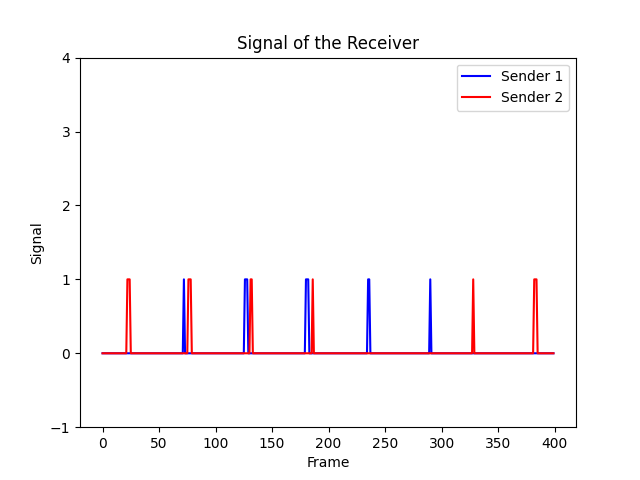 Signal of the Receiver
Sender 1
Sender 2
4
3
2
1
0
−1
Signal
0 50 100 150 200 250 300 350 400
Frame